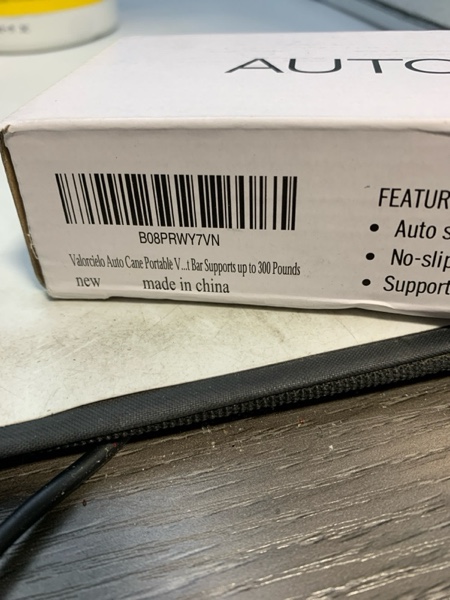 AUTO
B08PRWY7VN
Valorcielo Auto Cane Portable V...t Bar Supports up to 300 Pounds
new made in china
FEATUR
• Auto s
• No-slip
• Support